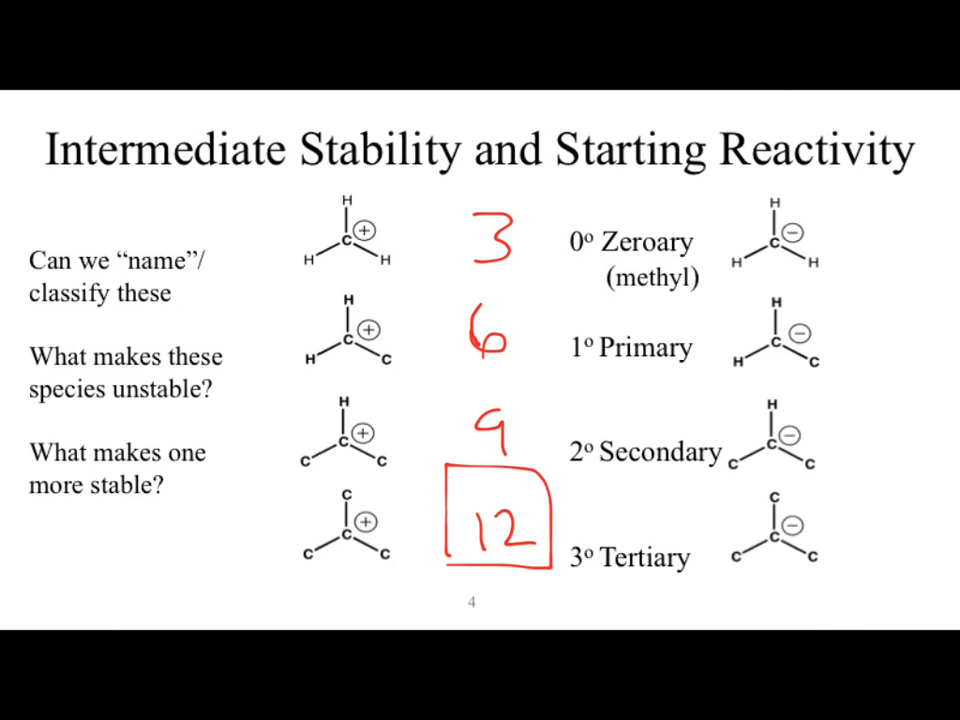 Intermediate Stability and Starting Reactivity
Can we “name”/
classify these
What makes these
species unstable?
What makes one
more stable?
H
C
+
H
H
H
C
+
H
C
H
C
+
C
C
C
C
+
C
C
3
6
9
12
0º Zeroary
(methyl)
1º Primary
2º Secondary
3º Tertiary
H
C
−
H
H
H
C
−
H
C
H
C
−
C
C
C
C
−
C
C
4